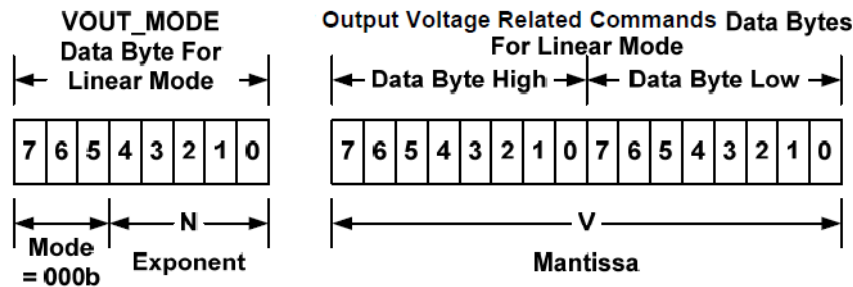 VOUT_MODE
Data Byte For
Linear Mode
7 6 5 4 3 2 1 0
N
Mode
= 000b
Exponent
Output Voltage Related Commands Data Bytes
For Linear Mode
Data Byte High
Data Byte Low
7 6 5 4 3 2 1 0 7 6 5 4 3 2 1 0
V
Mantissa